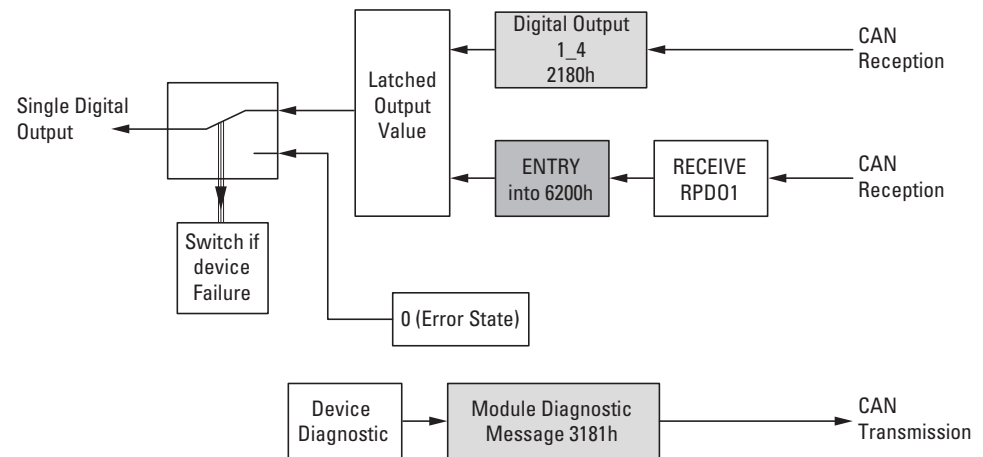 Digital Output
1_4
2180h
CAN
Reception
Latched
Output
Value
Single Digital
Output
ENTRY
into 6200h
RECEIVE
RPDO1
CAN
Reception
Switch if
device
Failure
0 (Error State)
Device
Diagnostic
Module Diagnostic
Message 3181h
CAN
Transmission